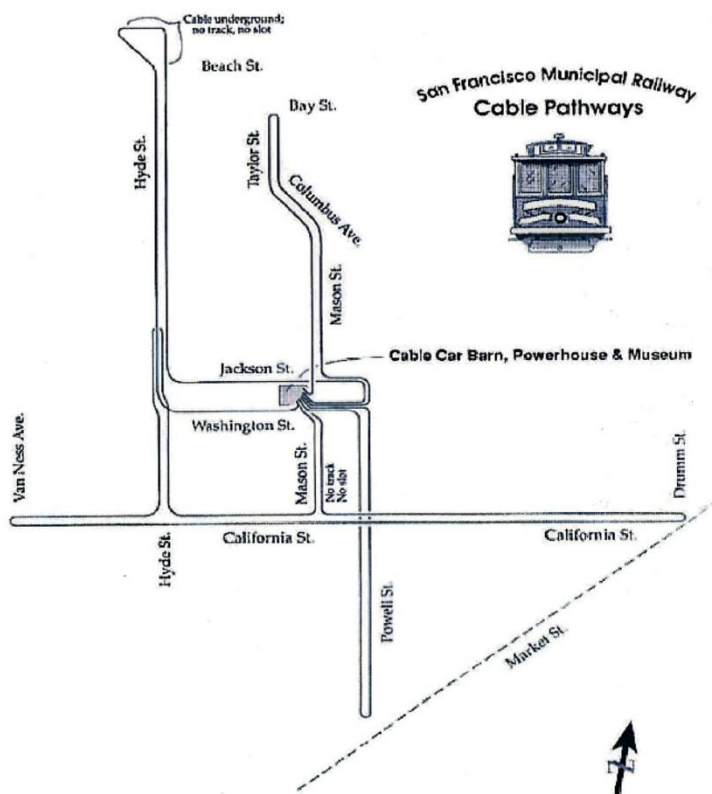 Cable underground;
no track, no slot
Beach St.
San Francisco Municipal Railway
Cable Pathways
Bay St.
Hyde St.
Taylor St.
Columbus Ave.
Mason St.
Jackson St.
Cable Car Barn, Powerhouse & Museum
Washington St.
Van Ness Ave.
Mason St.
No track
No slot
Drumm St.
California St.
California St.
Hyde St.
Powell St.
Market St.
N